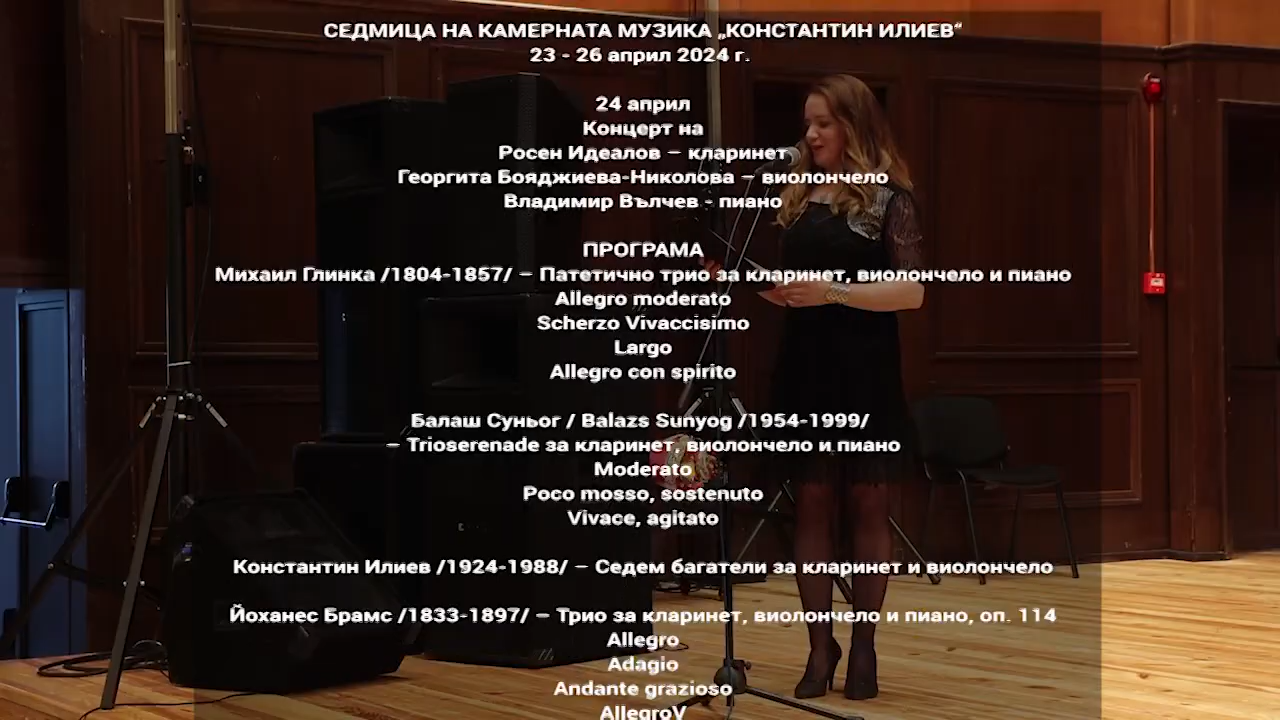 СЕДМИЦА НА КАМЕРНАТА МУЗИКА „КОНСТАНТИН ИЛИЕВ“
23 - 26 април 2024 г.
24 април
Концерт на
Росен Идеалов – кларинет
Георгита Бояджиева-Николова – виолончело
Владимир Вълчев - пиано
ПРОГРАМА
Михаил Глинка /1804-1857/ – Патетично трио за кларинет, виолончело и пиано
Allegro moderato
Scherzo Vivaccisimo
Largo
Allegro con spirito
Балаш Суньог / Balazs Sunyog /1954-1999/
– Trioserenade за кларинет, виолончело и пиано
Moderato
Poco mosso, sostenuto
Vivace, agitato
Константин Илиев /1924-1988/ – Седем багатели за кларинет и виолончело
Йоханес Брамс /1833-1897/ – Трио за кларинет, виолончело и пиано, оп. 114
Allegro
Adagio
Andante grazioso
AllegroV